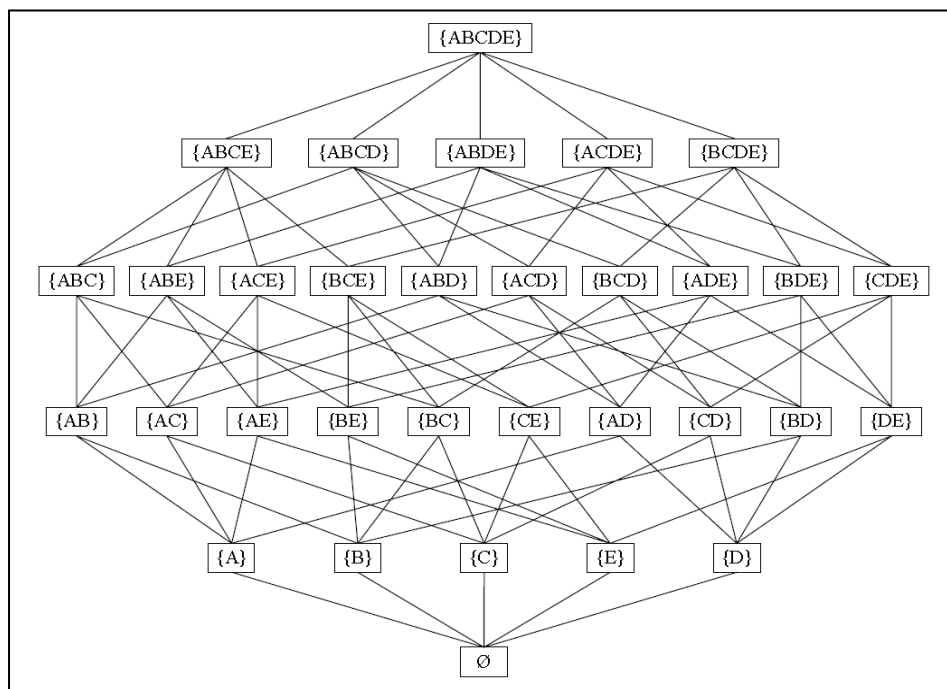 {ABCDE}
{ABCE} {ABCD} {ABDE} {ACDE} {BCDE}
{ABC} {ABE} {ACE} {BCE} {ABD} {ACD} {BCD} {ADE} {BDE} {CDE}
{AB} {AC} {AE} {BE} {BC} {CE} {AD} {CD} {BD} {DE}
{A} {B} {C} {E} {D}
Ø